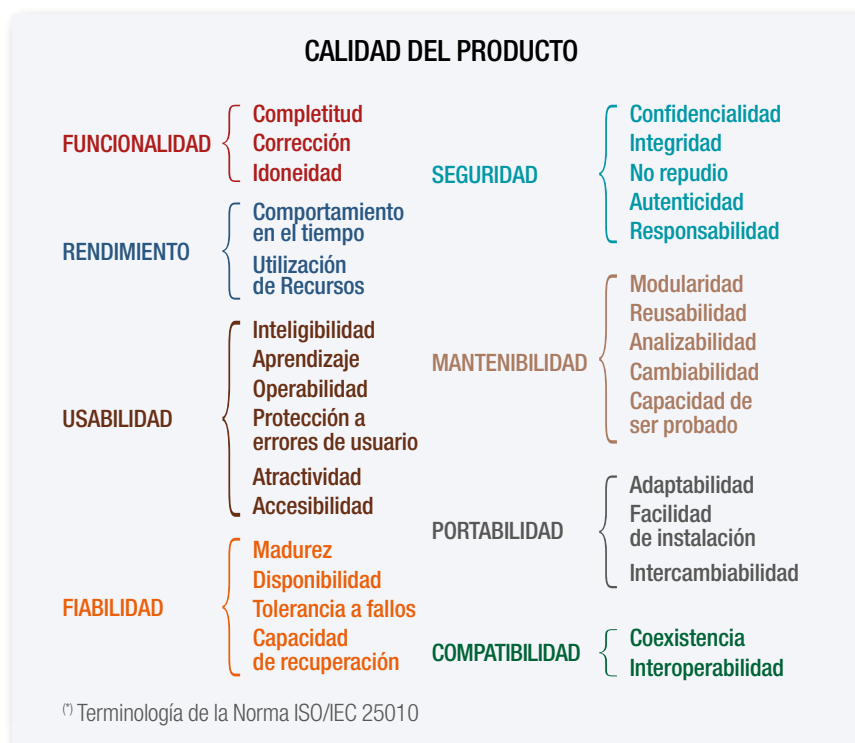 CALIDAD DEL PRODUCTO
FUNCIONALIDAD
Completitud
Corrección
Idoneidad
RENDIMIENTO
Comportamiento
en el tiempo
Utilización
de Recursos
USABILIDAD
Inteligibilidad
Aprendizaje
Operabilidad
Protección a
errores de usuario
Atractividad
Accesibilidad
FIABILIDAD
Madurez
Disponibilidad
Tolerancia a fallos
Capacidad
de recuperación
SEGURIDAD
Confidencialidad
Integridad
No repudio
Autenticidad
Responsabilidad
MANTENIBILIDAD
Modularidad
Reusabilidad
Analizabilidad
Cambiabilidad
Capacidad de
ser probado
PORTABILIDAD
Adaptabilidad
Facilidad
de instalación
Intercambiabilidad
COMPATIBILIDAD
Coexistencia
Interoperabilidad
(*) Terminología de la Norma ISO/IEC 25010